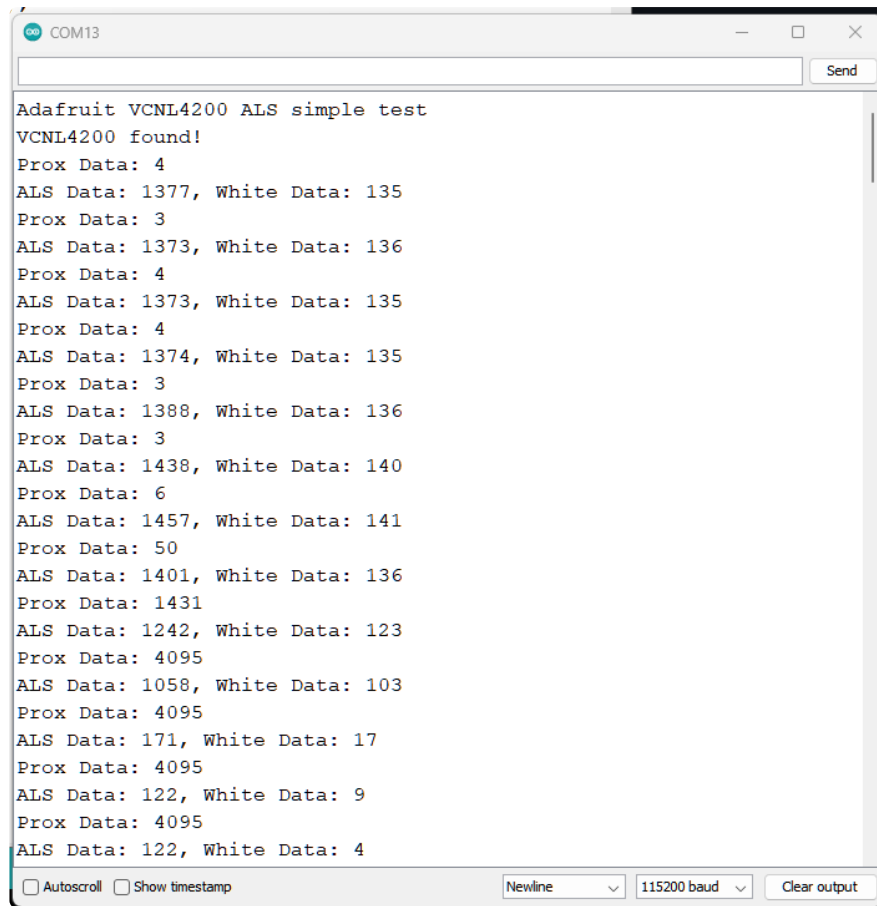 COM13
Send
Adafruit VCNL4200 ALS simple test
VCNL4200 found!
Prox Data: 4
ALS Data: 1377, White Data: 135
Prox Data: 3
ALS Data: 1373, White Data: 136
Prox Data: 4
ALS Data: 1373, White Data: 135
Prox Data: 4
ALS Data: 1374, White Data: 135
Prox Data: 3
ALS Data: 1388, White Data: 136
Prox Data: 3
ALS Data: 1438, White Data: 140
Prox Data: 6
ALS Data: 1457, White Data: 141
Prox Data: 50
ALS Data: 1401, White Data: 136
Prox Data: 1431
ALS Data: 1242, White Data: 123
Prox Data: 4095
ALS Data: 1058, White Data: 103
Prox Data: 4095
ALS Data: 171, White Data: 17
Prox Data: 4095
ALS Data: 122, White Data: 9
Prox Data: 4095
ALS Data: 122, White Data: 4
Autoscroll Show timestamp Newline 115200 baud Clear output